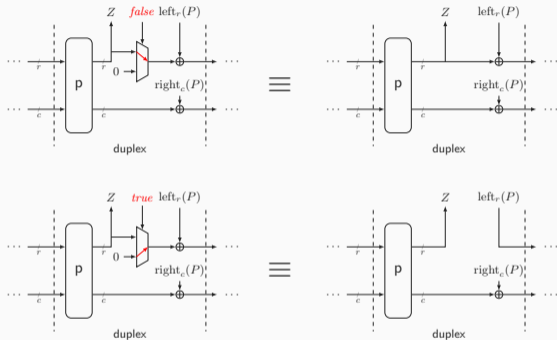 Z false left_r(P)
0
r r
p
right_c(P)
c c
duplex
≡
Z left_r(P)
r r
p
right_c(P)
c c
duplex
Z true left_r(P)
0
r r
p
right_c(P)
c c
duplex
≡
Z left_r(P)
r r
p
right_c(P)
c c
duplex